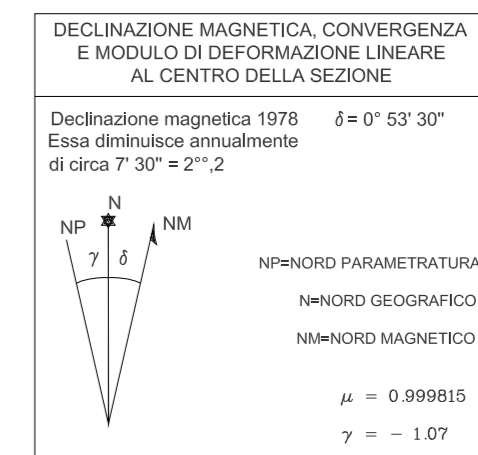 DECLINAZIONE MAGNETICA, CONVERGENZA
E MODULO DI DEFORMAZIONE LINEARE
AL CENTRO DELLA SEZIONE
Declinazione magnetica 1978 δ = 0° 53' 30"
Essa diminuisce annualmente
di circa 7' 30" = 2°°,2
N
NP NM
γ δ
NP=NORD PARAMETRATURA
N=NORD GEOGRAFICO
NM=NORD MAGNETICO
μ = 0.999815
γ = - 1.07